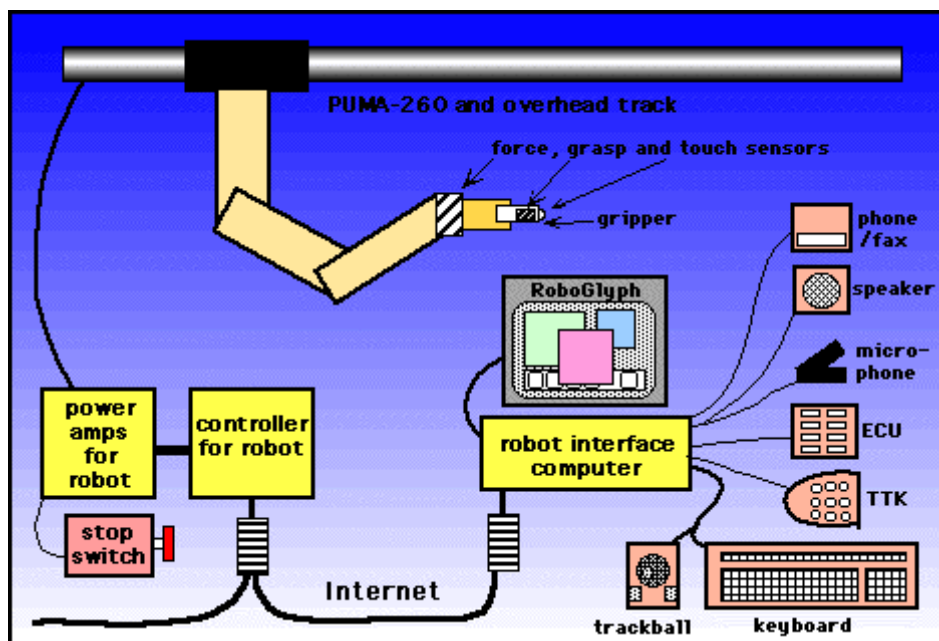 PUMA-260 and overhead track
force, grasp and touch sensors
gripper
phone
/fax
RoboGlyph
speaker
micro-
phone
power
amps
for
robot
controller
for robot
robot interface
computer
ECU
TTK
stop
switch
Internet
trackball
keyboard